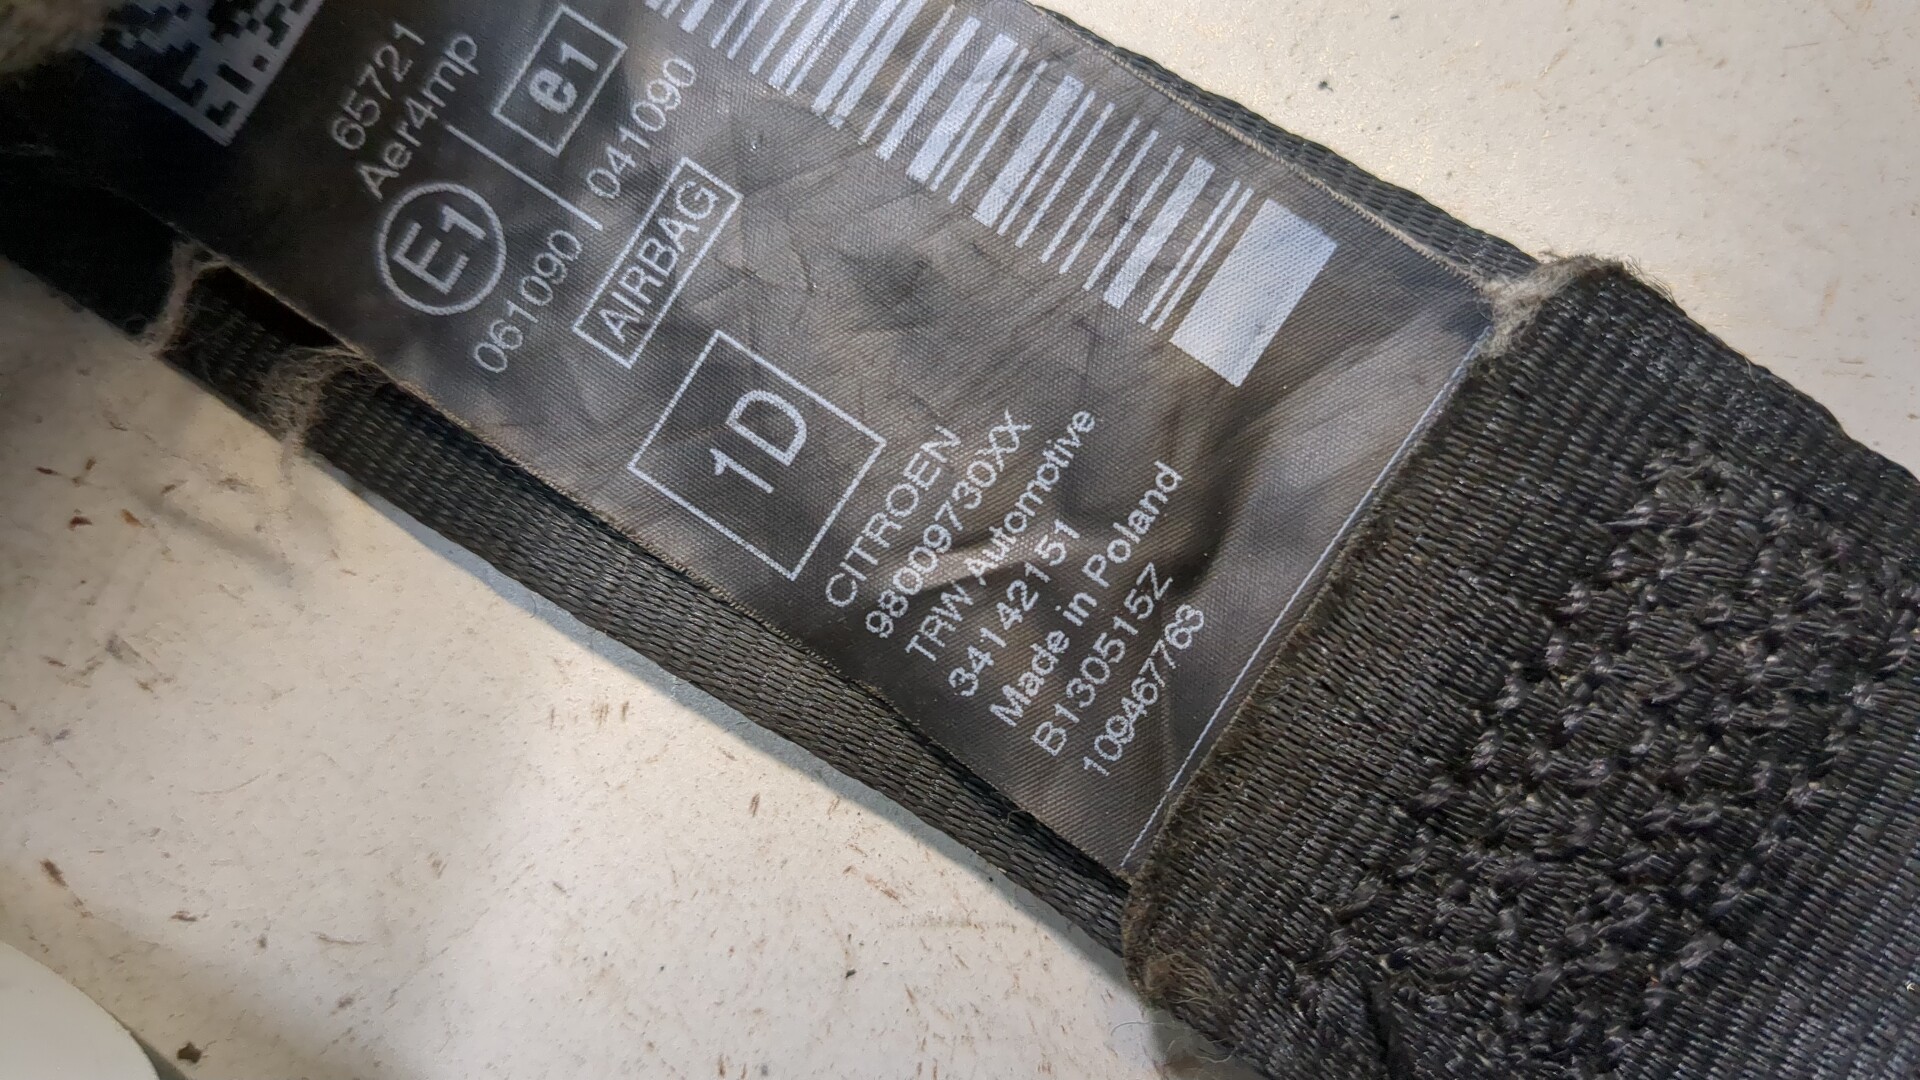 65721
Aer4mp
E1
e1
061090 041090
AIRBAG
1D
CITROEN
98009730XX
TRW Automotive
34142151
Made in Poland
B130515Z
109467763